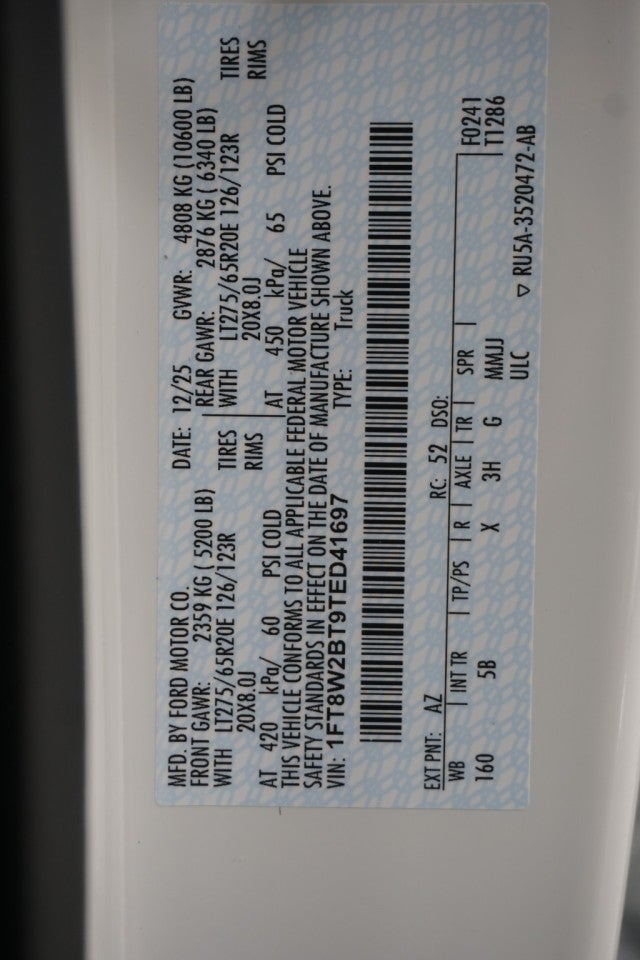 MFD. BY FORD MOTOR CO.
DATE: 12/25 GVWR: 4808 KG (10600 LB)
FRONT GAWR: 2359 KG ( 5200 LB)
REAR GAWR: 2876 KG ( 6340 LB)
WITH LT275/65R20E 126/123R TIRES
WITH LT275/65R20E 126/123R TIRES
20X8.0J RIMS
20X8.0J RIMS
AT 420 kPa/ 60 PSI COLD
AT 450 kPa/ 65 PSI COLD
THIS VEHICLE CONFORMS TO ALL APPLICABLE FEDERAL MOTOR VEHICLE
SAFETY STANDARDS IN EFFECT ON THE DATE OF MANUFACTURE SHOWN ABOVE.
VIN: 1FT8W2BT9TED41697 TYPE: Truck
EXT PNT: AZ RC: 52 DSO:
WB INT TR TP/PS R AXLE TR SPR F0241
160 5B X 3H G MMUJ T1286
ULC
▽ RU5A-3520472-AB